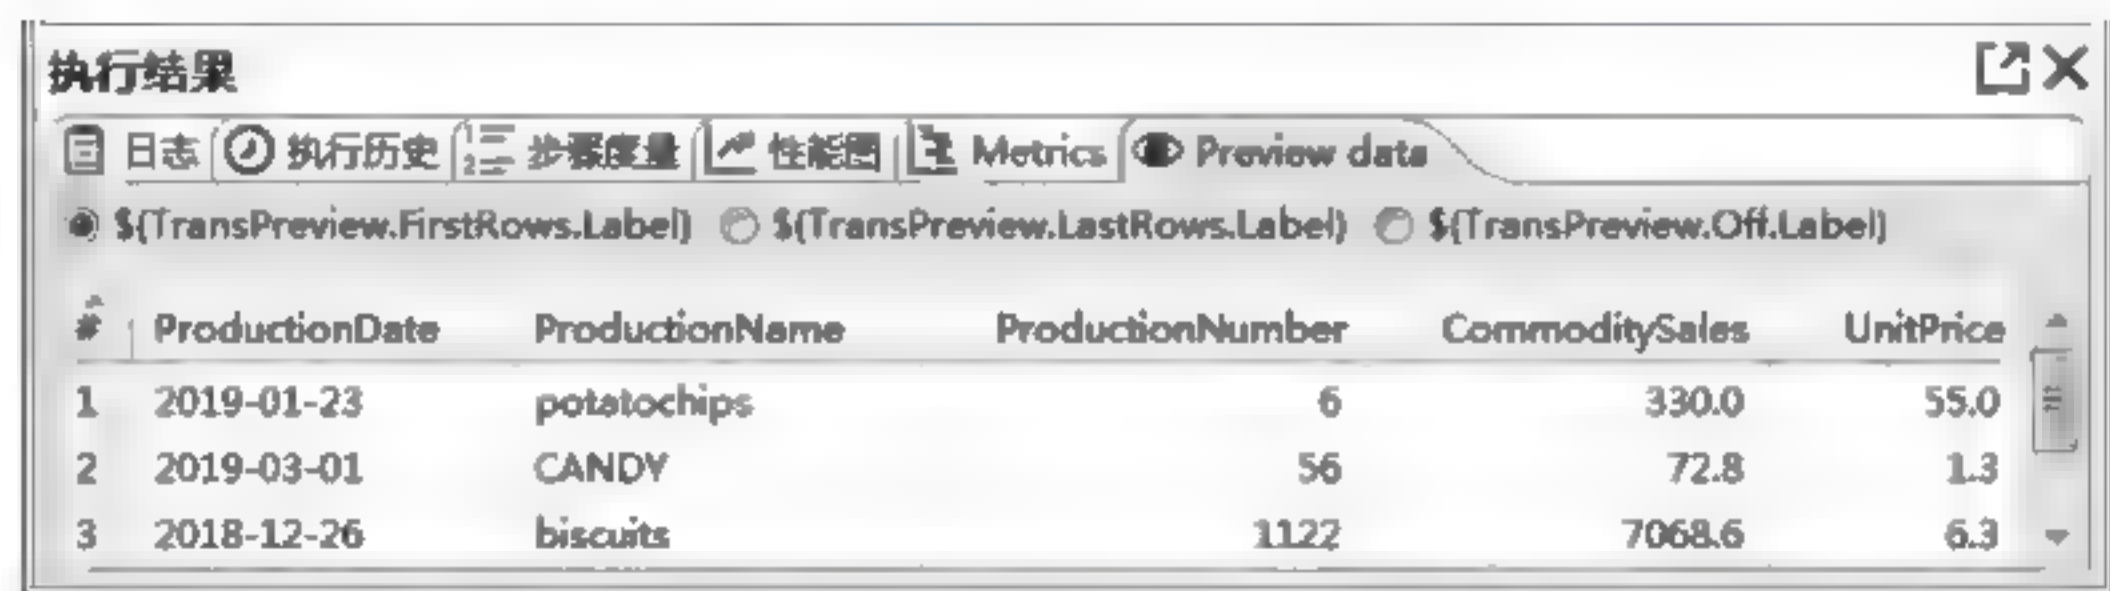 执行结果
日志 执行历史 步骤度量 性能图 Metrics Preview data
${TransPreview.FirstRows.Label} ${TransPreview.LastRows.Label} ${TransPreview.Off.Label}
# ProductionDate ProductionName ProductionNumber CommoditySales UnitPrice
1 2019-01-23 potatochips 6 330.0 55.0
2 2019-03-01 CANDY 56 72.8 1.3
3 2018-12-26 biscuits 1122 7068.6 6.3